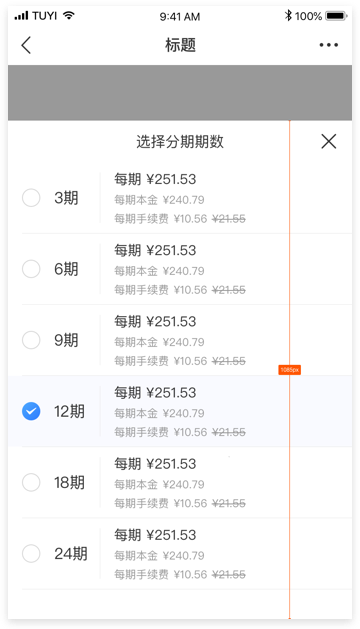 TUYI 9:41 AM 100%
标题
选择分期期数
每期 ¥251.53
3期
每期本金 ¥240.79
每期手续费 ¥10.56 ¥21.55
每期 ¥251.53
6期
每期本金 ¥240.79
每期手续费 ¥10.56 ¥21.55
每期 ¥251.53
9期
每期本金 ¥240.79
每期手续费 ¥10.56 ¥21.55
1085px
每期 ¥251.53
12期
每期本金 ¥240.79
每期手续费 ¥10.56 ¥21.55
每期 ¥251.53
18期
每期本金 ¥240.79
每期手续费 ¥10.56 ¥21.55
每期 ¥251.53
24期
每期本金 ¥240.79
每期手续费 ¥10.56 ¥21.55